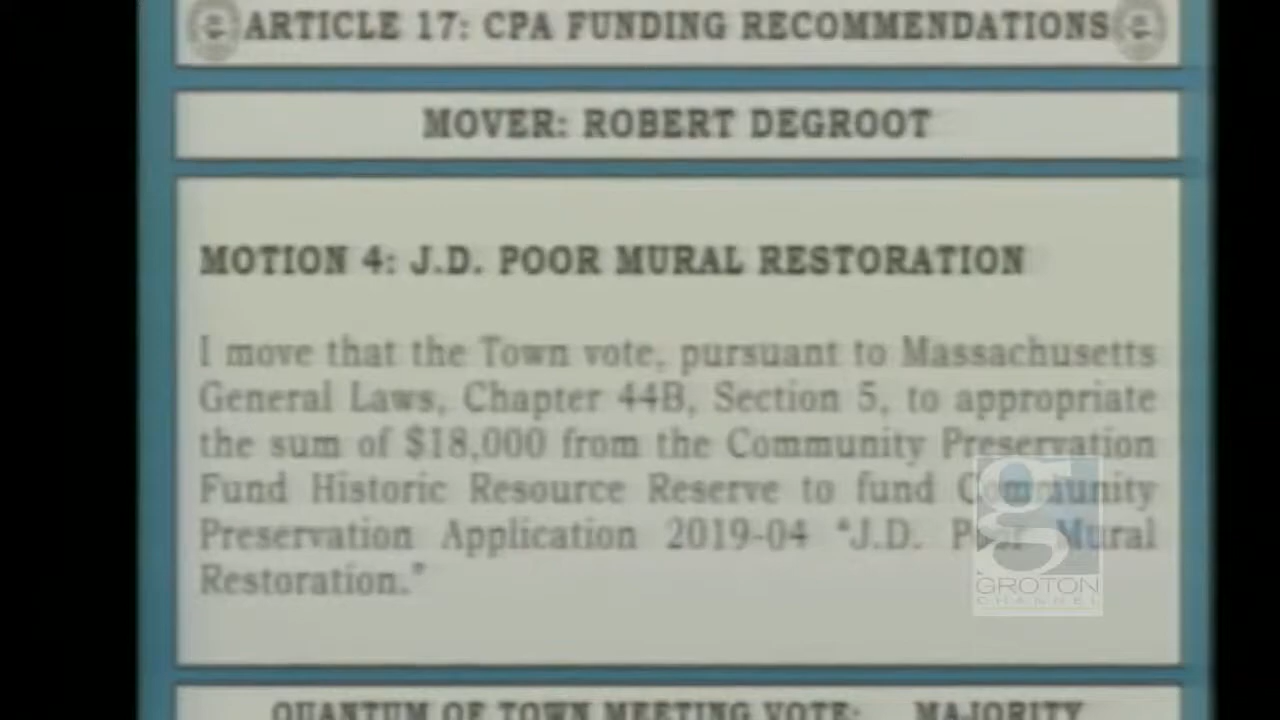 ARTICLE 17: CPA FUNDING RECOMMENDATIONS
MOVER: ROBERT DEGROOT
MOTION 4: J.D. POOR MURAL RESTORATION
I move that the Town vote, pursuant to Massachusetts
General Laws, Chapter 44B, Section 5, to appropriate
the sum of $18,000 from the Community Preservation
Fund Historic Resource Reserve to fund Community
Preservation Application 2019-04 “J.D. Poor Mural
Restoration.”
g
GROTON
CHANNEL
QUANTUM OF TOWN MEETING VOTE: MAJORITY